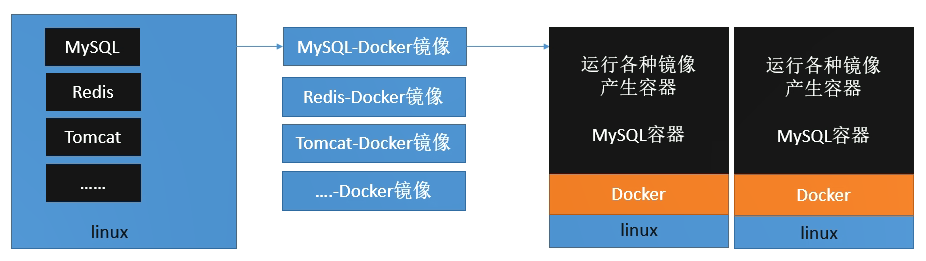 MySQL
Redis
Tomcat
......
linux
MySQL-Docker镜像
Redis-Docker镜像
Tomcat-Docker镜像
....-Docker镜像
运行各种镜像
产生容器
MySQL容器
Docker
linux
运行各种镜像
产生容器
MySQL容器
Docker
linux